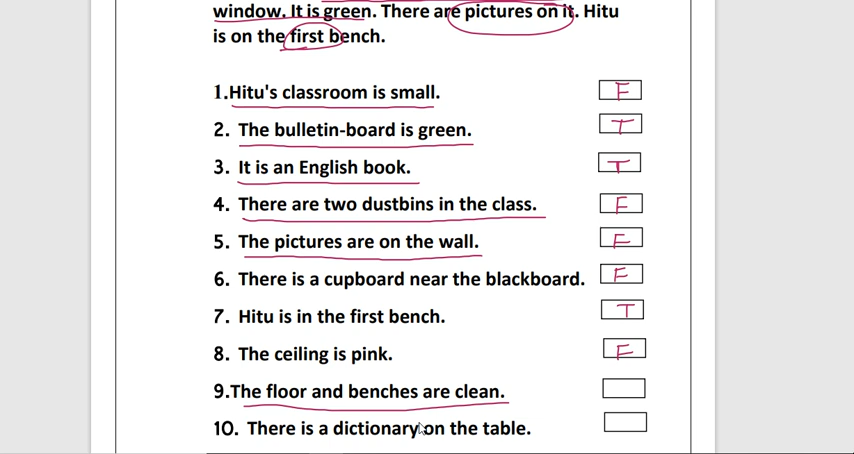 window. It is green. There are pictures on it. Hitu
is on the first bench.
1.Hitu's classroom is small. F
2. The bulletin-board is green. T
3. It is an English book. T
4. There are two dustbins in the class. F
5. The pictures are on the wall. F
6. There is a cupboard near the blackboard. F
7. Hitu is in the first bench. T
8. The ceiling is pink. F
9.The floor and benches are clean.
10. There is a dictionary on the table.